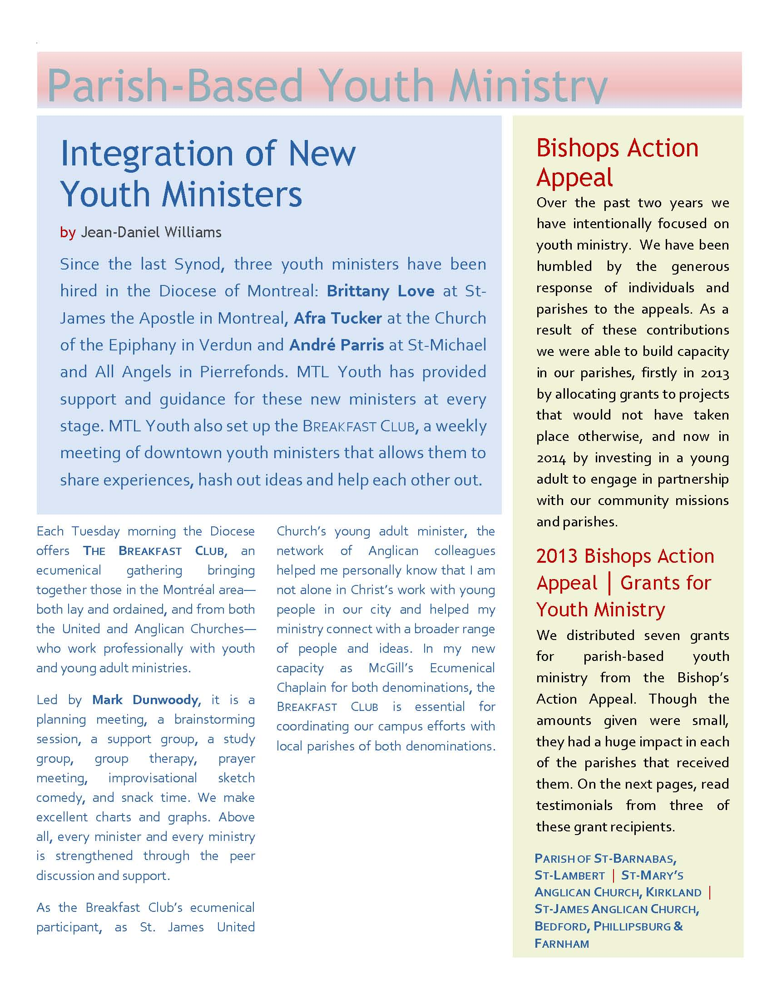 Parish-Based Youth Ministry
Integration of New
Youth Ministers
by Jean-Daniel Williams
Since the last Synod, three youth ministers have been
hired in the Diocese of Montreal: Brittany Love at St-
James the Apostle in Montreal, Afra Tucker at the Church
of the Epiphany in Verdun and André Parris at St-Michael
and All Angels in Pierrefonds. MTL Youth has provided
support and guidance for these new ministers at every
stage. MTL Youth also set up the BREAKFAST CLUB, a weekly
meeting of downtown youth ministers that allows them to
share experiences, hash out ideas and help each other out.
Each Tuesday morning the Diocese
offers THE BREAKFAST CLUB, an
ecumenical gathering bringing
together those in the Montréal area—
both lay and ordained, and from both
the United and Anglican Churches—
who work professionally with youth
and young adult ministries.
Led by Mark Dunwoody, it is a
planning meeting, a brainstorming
session, a support group, a study
group, group therapy, prayer
meeting, improvisational sketch
comedy, and snack time. We make
excellent charts and graphs. Above
all, every minister and every ministry
is strengthened through the peer
discussion and support.
As the Breakfast Club's ecumenical
participant, as St. James United
Church's young adult minister, the
network of Anglican colleagues
helped me personally know that I am
not alone in Christ's work with young
people in our city and helped my
ministry connect with a broader range
of people and ideas. In my new
capacity as McGill's Ecumenical
Chaplain for both denominations, the
BREAKFAST CLUB is essential for
coordinating our campus efforts with
local parishes of both denominations.
Bishops Action
Appeal
Over the past two years we
have intentionally focused on
youth ministry. We have been
humbled by the generous
response of individuals and
parishes to the appeals. As a
result of these contributions
we were able to build capacity
in our parishes, firstly in 2013
by allocating grants to projects
that would not have taken
place otherwise, and now in
2014 by investing in a young
adult to engage in partnership
with our community missions
and parishes.
2013 Bishops Action
Appeal | Grants for
Youth Ministry
We distributed seven grants
for parish-based youth
ministry from the Bishop's
Action Appeal. Though the
amounts given were small,
they had a huge impact in each
of the parishes that received
them. On the next pages, read
testimonials from three of
these grant recipients.
PARISH OF ST-BARNABAS,
ST-LAMBERT | ST-MARY'S
ANGLICAN CHURCH, KIRKLAND |
ST-JAMES ANGLICAN CHURCH,
BEDFORD, PHILLIPSBURG &
FARNHAM